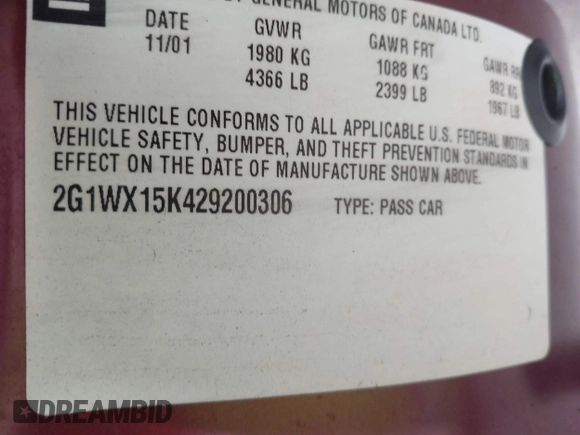 GENERAL MOTORS OF CANADA LTD.
DATE GVWR GAWR FRT GAWR RR
11/01 1980 KG 1088 KG 892 KG
4366 LB 2399 LB 1967 LB
THIS VEHICLE CONFORMS TO ALL APPLICABLE U.S. FEDERAL MOTOR
VEHICLE SAFETY, BUMPER, AND THEFT PREVENTION STANDARDS IN
EFFECT ON THE DATE OF MANUFACTURE SHOWN ABOVE.
2G1WX15K429200306 TYPE: PASS CAR
DREAMBID